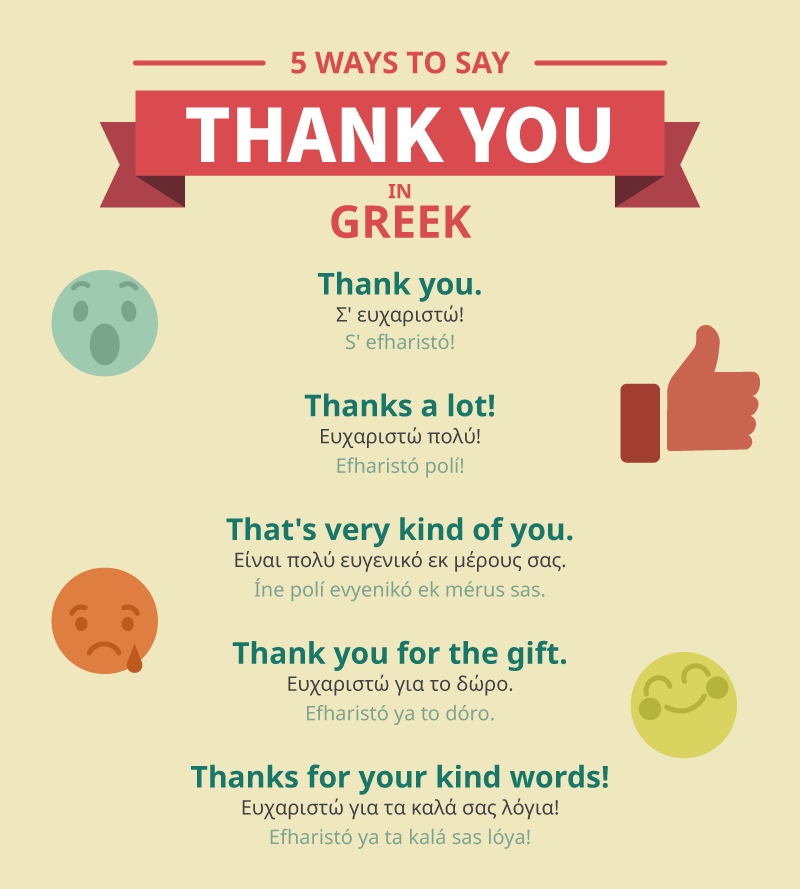 5 WAYS TO SAY
THANK YOU
IN
GREEK
Thank you.
Σ' ευχαριστώ!
S' efharistó!
Thanks a lot!
Ευχαριστώ πολύ!
Efharistó polí!
That's very kind of you.
Είναι πολύ ευγενικό εκ μέρους σας.
Íne polí evyenikó ek mérus sas.
Thank you for the gift.
Ευχαριστώ για το δώρο.
Efharistó ya to dóro.
Thanks for your kind words!
Ευχαριστώ για τα καλά σας λόγια!
Efharistó ya ta kalá sas lóya!